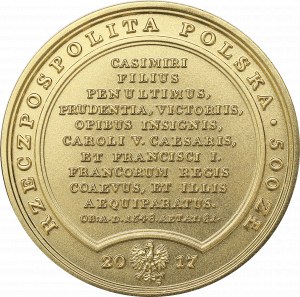 RZECZPOSPOLITA POLSKA · 500 ZŁ
CASIMIRI
FILIUS
PENULTIMUS,
PRUDENTIA, VICTORIIS,
OPIBUS INSIGNIS,
CAROLI V. CAESARIS,
ET FRANCISCI I.
FRANCORUM REGIS
COAEVUS, ET ILLIS
AEQUIPARATUS.
OB: A. D. 1548. AETAT: 81.
20 17